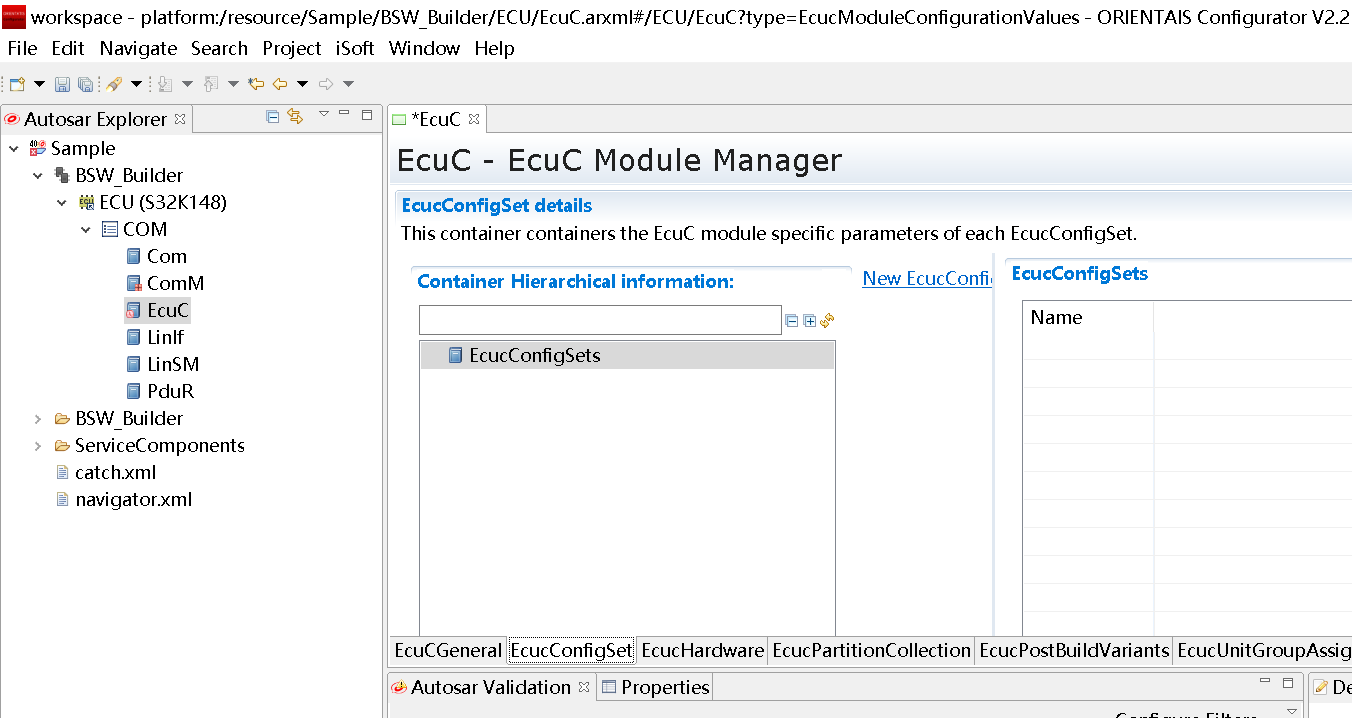 workspace - platform:/resource/Sample/BSW_Builder/ECU/EcuC.arxml#/ECU/EcuC?type=EcucModuleConfigurationValues - ORIENTAIS Configurator V2.2
File Edit Navigate Search Project iSoft Window Help
Autosar Explorer
*EcuC
Sample
BSW_Builder
ECU (S32K148)
COM
Com
ComM
EcuC
LinIf
LinSM
PduR
BSW_Builder
ServiceComponents
catch.xml
navigator.xml
EcuC - EcuC Module Manager
EcucConfigSet details
This container containers the EcuC module specific parameters of each EcucConfigSet.
Container Hierarchical information:
New EcucConfi
EcucConfigSets
EcucConfigSets
Name
EcuCGeneral EcucConfigSet EcucHardware EcucPartitionCollection EcucPostBuildVariants EcucUnitGroupAssig
Autosar Validation Properties De
Configure Filters